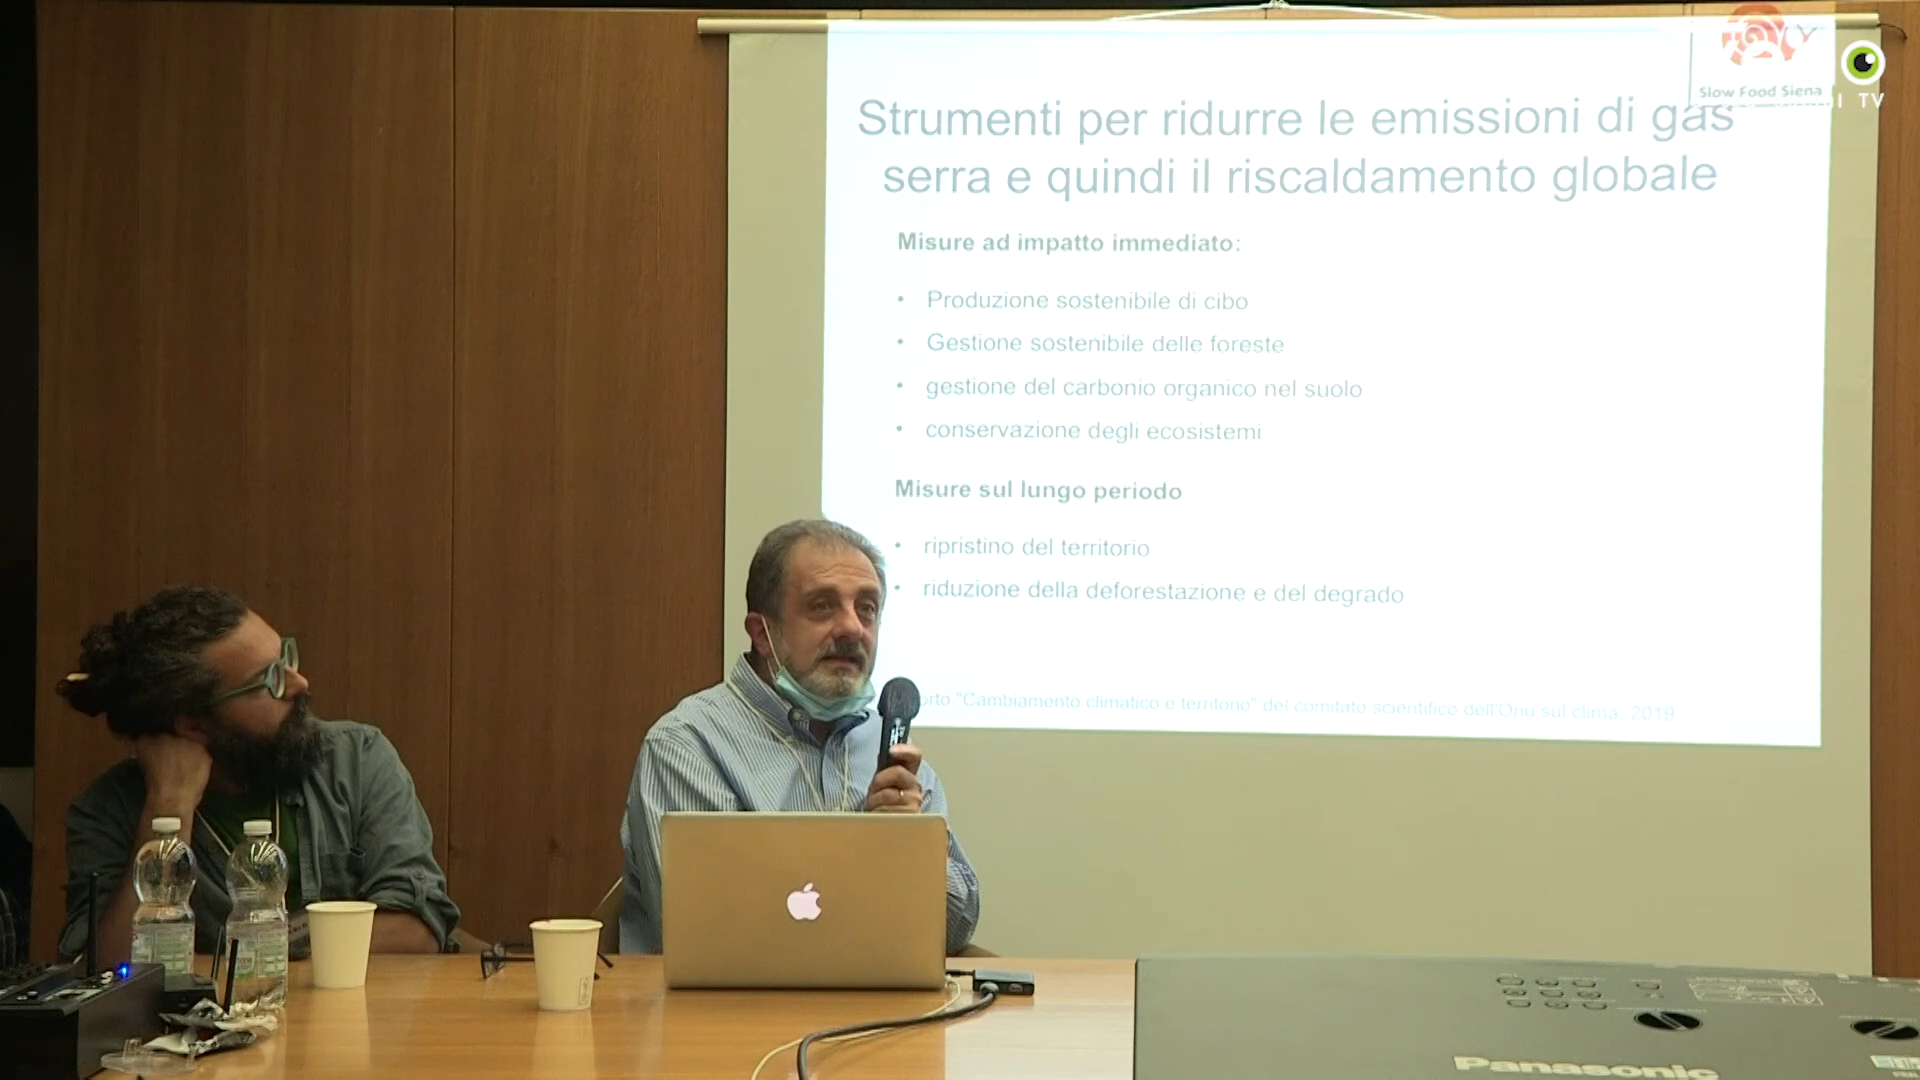 Slow Food Siena
TV
Strumenti per ridurre le emissioni di gas
serra e quindi il riscaldamento globale
Misure ad impatto immediato:
• Produzione sostenibile di cibo
• Gestione sostenibile delle foreste
• gestione del carbonio organico nel suolo
• conservazione degli ecosistemi
Misure sul lungo periodo
• ripristino del territorio
• riduzione della deforestazione e del degrado
"Cambiamento climatico e territorio" del comitato scientifico dell'Onu sul clima, 2019
Panasonic